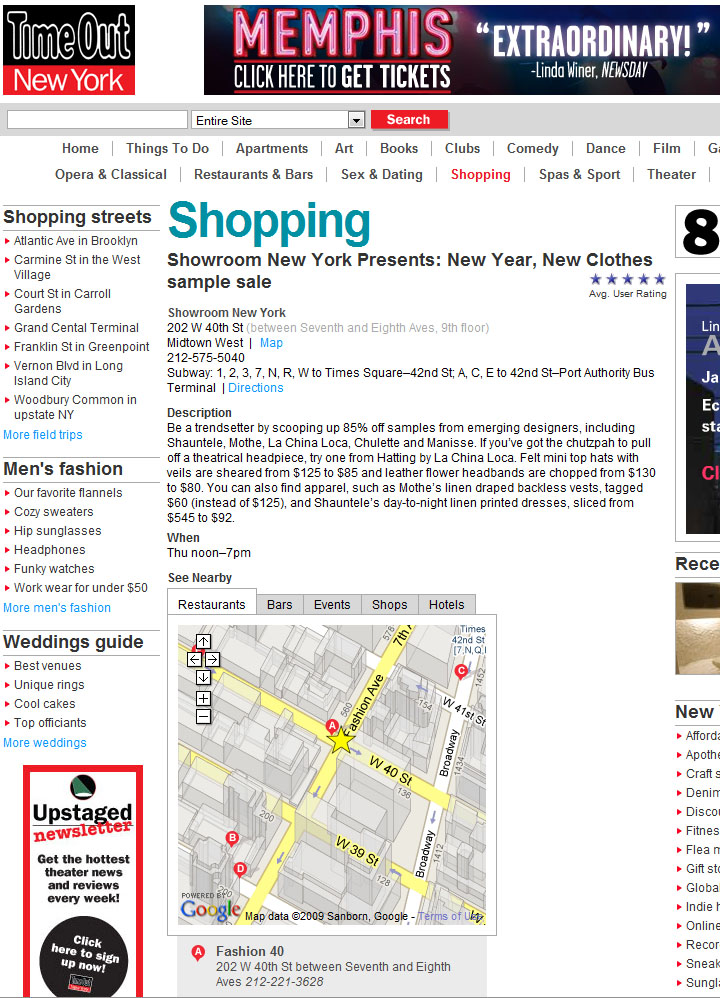 TimeOut
New York
MEMPHIS
CLICK HERE TO GET TICKETS
"EXTRAORDINARY!"
-Linda Winer, NEWSDAY
Entire Site
Search
Home
Things To Do
Apartments
Art
Books
Clubs
Comedy
Dance
Film
Ga
Opera & Classical
Restaurants & Bars
Sex & Dating
Shopping
Spas & Sport
Theater
Shopping streets
Atlantic Ave in Brooklyn
Carmine St in the West
Village
Court St in Carroll
Gardens
Grand Cental Terminal
Franklin St in Greenpoint
Vernon Blvd in Long
Island City
Woodbury Common in
upstate NY
More field trips
Men's fashion
Our favorite flannels
Cozy sweaters
Hip sunglasses
Headphones
Funky watches
Work wear for under $50
More men's fashion
Weddings guide
Best venues
Unique rings
Cool cakes
Top officiants
More weddings
Upstaged
newsletter
Get the hottest
theater news
and reviews
every week!
Click
here to sign
up now!
TimeOut
Shopping
Showroom New York Presents: New Year, New Clothes
sample sale
Avg. User Rating
Showroom New York
202 W 40th St (between Seventh and Eighth Aves, 9th floor)
Midtown West | Map
212-575-5040
Subway: 1, 2, 3, 7, N, R, W to Times Square–42nd St; A, C, E to 42nd St–Port Authority Bus
Terminal | Directions
Description
Be a trendsetter by scooping up 85% off samples from emerging designers, including
Shauntele, Mothe, La China Loca, Chulette and Manisse. If you've got the chutzpah to pull
off a theatrical headpiece, try one from Hatting by La China Loca. Felt mini top hats with
veils are sheared from $125 to $85 and leather flower headbands are chopped from $130
to $80. You can also find apparel, such as Mothe's linen draped backless vests, tagged
$60 (instead of $125), and Shauntele's day-to-night linen printed dresses, sliced from
$545 to $92.
When
Thu noon–7pm
See Nearby
Restaurants
Bars
Events
Shops
Hotels
578
7th A
Times
42nd St
[7,N,Q,
C
1452
154
W 41st St
560
Fashion Ave
A
Broadway
1434
W 40 St
136
200
B
D
W 39 St
Broadway
1412
128
200
POWERED BY
Google
Map data ©2009 Sanborn, Google - Terms of Use
A
Fashion 40
202 W 40th St between Seventh and Eighth
Aves 212-221-3628
8
Lin
A
Ja
Ec
sta
Cl
Rece
New
Afforda
Apothe
Craft s
Denim
Discou
Fitnes
Flea m
Gift sto
Global
Indie h
Online
Recor
Sneak
Sungla